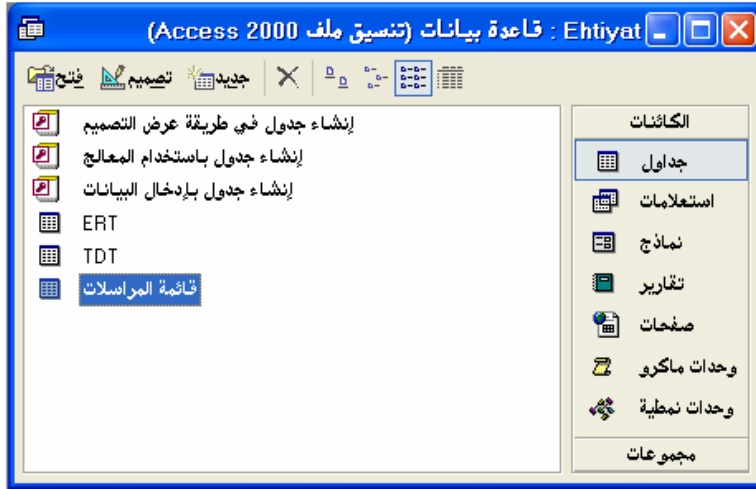 Ehtiyat : قاعدة بيانات (تنسيق ملف Access 2000)
فتح تصميم جديد
الكائنات
جداول
استعلامات
نماذج
تقارير
صفحات
وحدات ماكرو
وحدات نمطية
مجموعات
إنشاء جدول في طريقة عرض التصميم
إنشاء جدول باستخدام المعالج
إنشاء جدول بإدخال البيانات
ERT
TDT
قائمة المراسلات